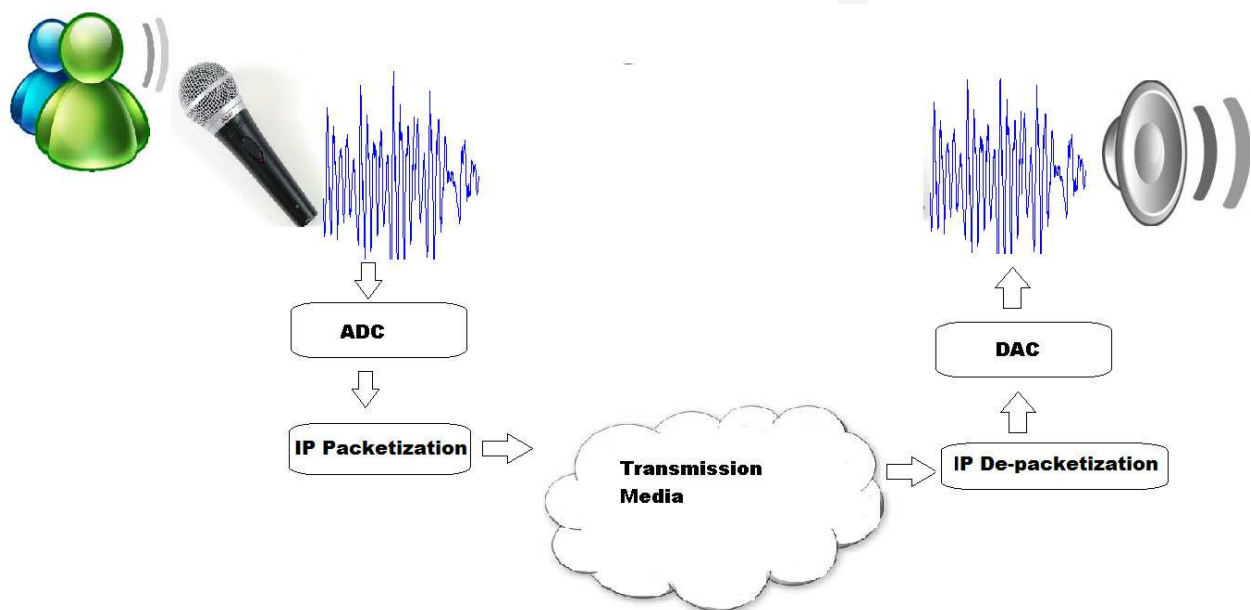 ADC
IP Packetization
Transmission
Media
DAC
IP De-packetization